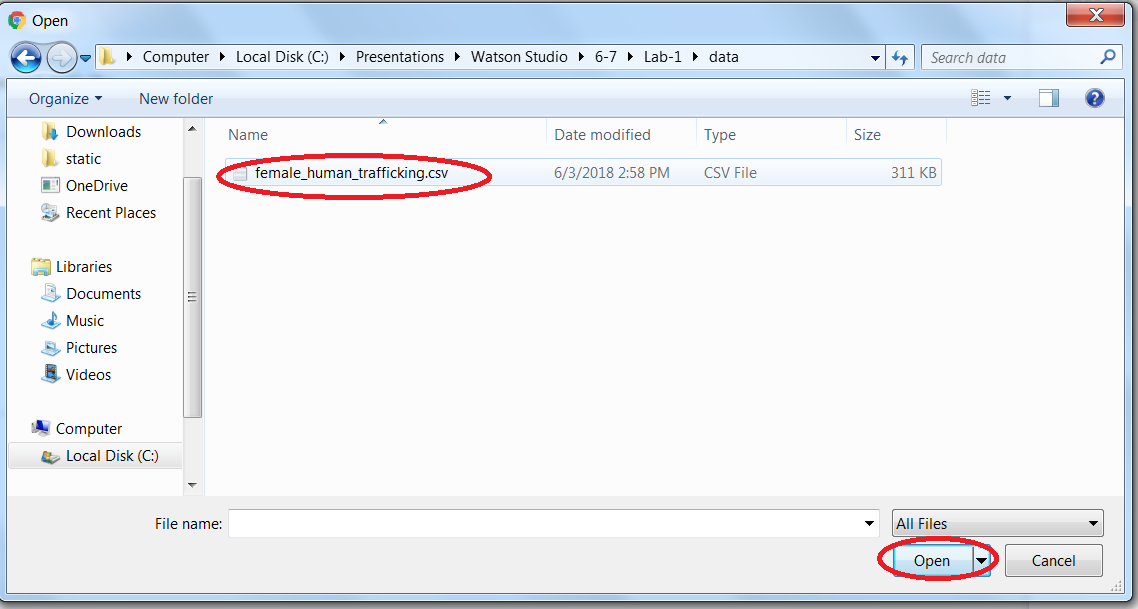 Open
Computer Local Disk (C:) Presentations Watson Studio 6-7 Lab-1 data
Search data
Organize New folder
Downloads
static
OneDrive
Recent Places
Libraries
Documents
Music
Pictures
Videos
Computer
Local Disk (C:)
Name Date modified Type Size
female_human_trafficking.csv 6/3/2018 2:58 PM CSV File 311 KB
File name:
All Files
Open Cancel